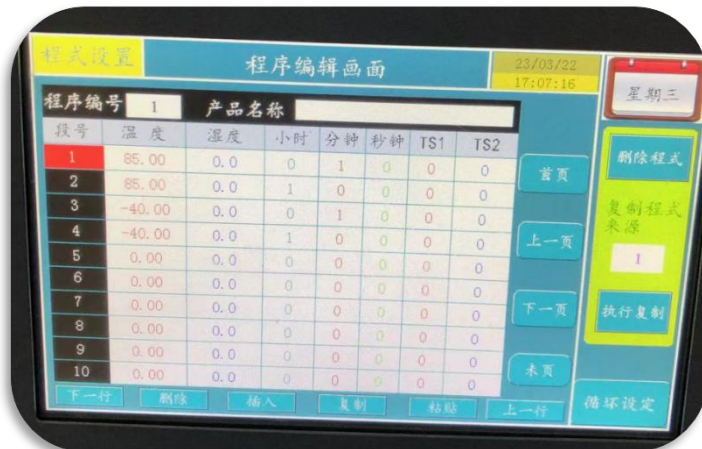 程式设置 程序编辑画面 23/03/22
17:07:16
星期三
程序编号 1 产品名称
段号 温度 湿度 小时 分钟 秒钟 TS1 TS2
1 85.00 0.0 0 1 0 0 0
2 85.00 0.0 1 0 0 0 0
3 -40.00 0.0 0 1 0 0 0
4 -40.00 0.0 1 0 0 0 0
5 0.00 0.0 0 0 0 0 0
6 0.00 0.0 0 0 0 0 0
7 0.00 0.0 0 0 0 0 0
8 0.00 0.0 0 0 0 0 0
9 0.00 0.0 0 0 0 0 0
10 0.00 0.0 0 0 0 0 0
首页
上一页
下一页
末页
删除程式
复制程式
来源
1
执行复制
循环设定
下一行 删除 插入 复制 粘贴 上一行